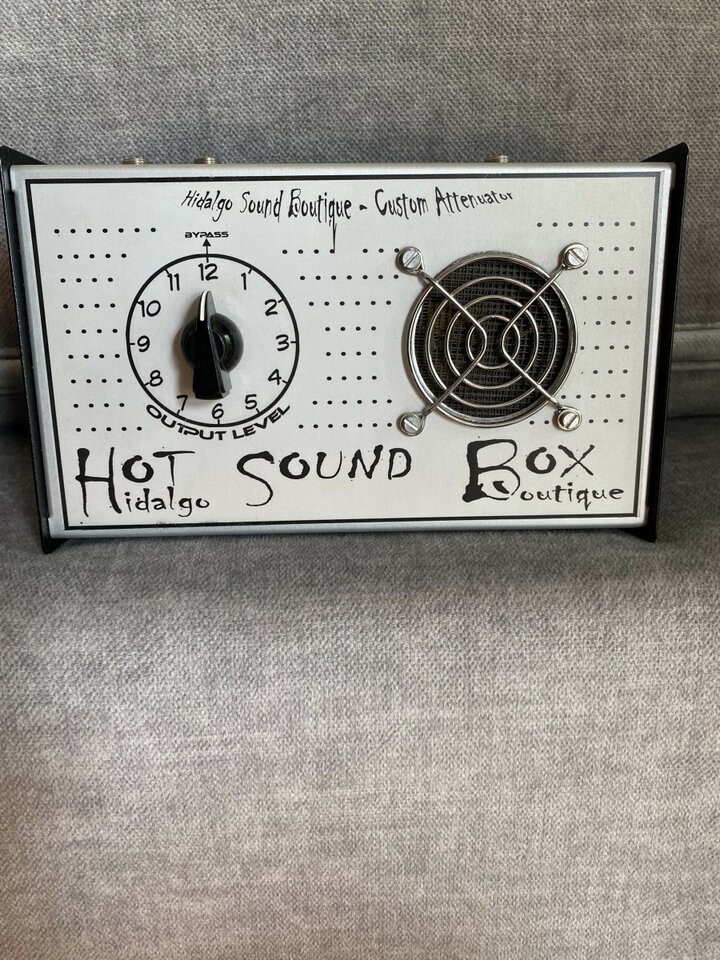 Hidalgo Sound Boutique - Custom Attenuator
BYPASS
12
1
2
3
4
5
6
7
8
9
10
11
OUTPUT LEVEL
HOT SOUND BOX
Hidalgo Boutique